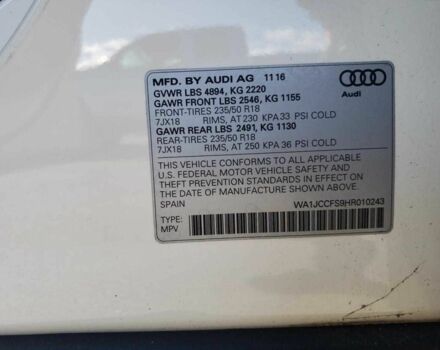 MFD. BY AUDI AG 11 16
GVWR LBS 4894, KG 2220
GAWR FRONT LBS 2546, KG 1155
FRONT-TIRES 235/50 R18
7JX18 RIMS, AT 230 KPA 33 PSI COLD
GAWR REAR LBS 2491, KG 1130
REAR-TIRES 235/50 R18
7JX18 RIMS, AT 250 KPA 36 PSI COLD
THIS VEHICLE CONFORMS TO ALL APPLICABLE
U.S. FEDERAL MOTOR VEHICLE SAFETY AND
THEFT PREVENTION STANDARDS IN EFFECT ON
THE DATE OF MANUFACTURE SHOWN ABOVE.
SPAIN WA1JCCFS9HR010243
TYPE:
MPV
Audi